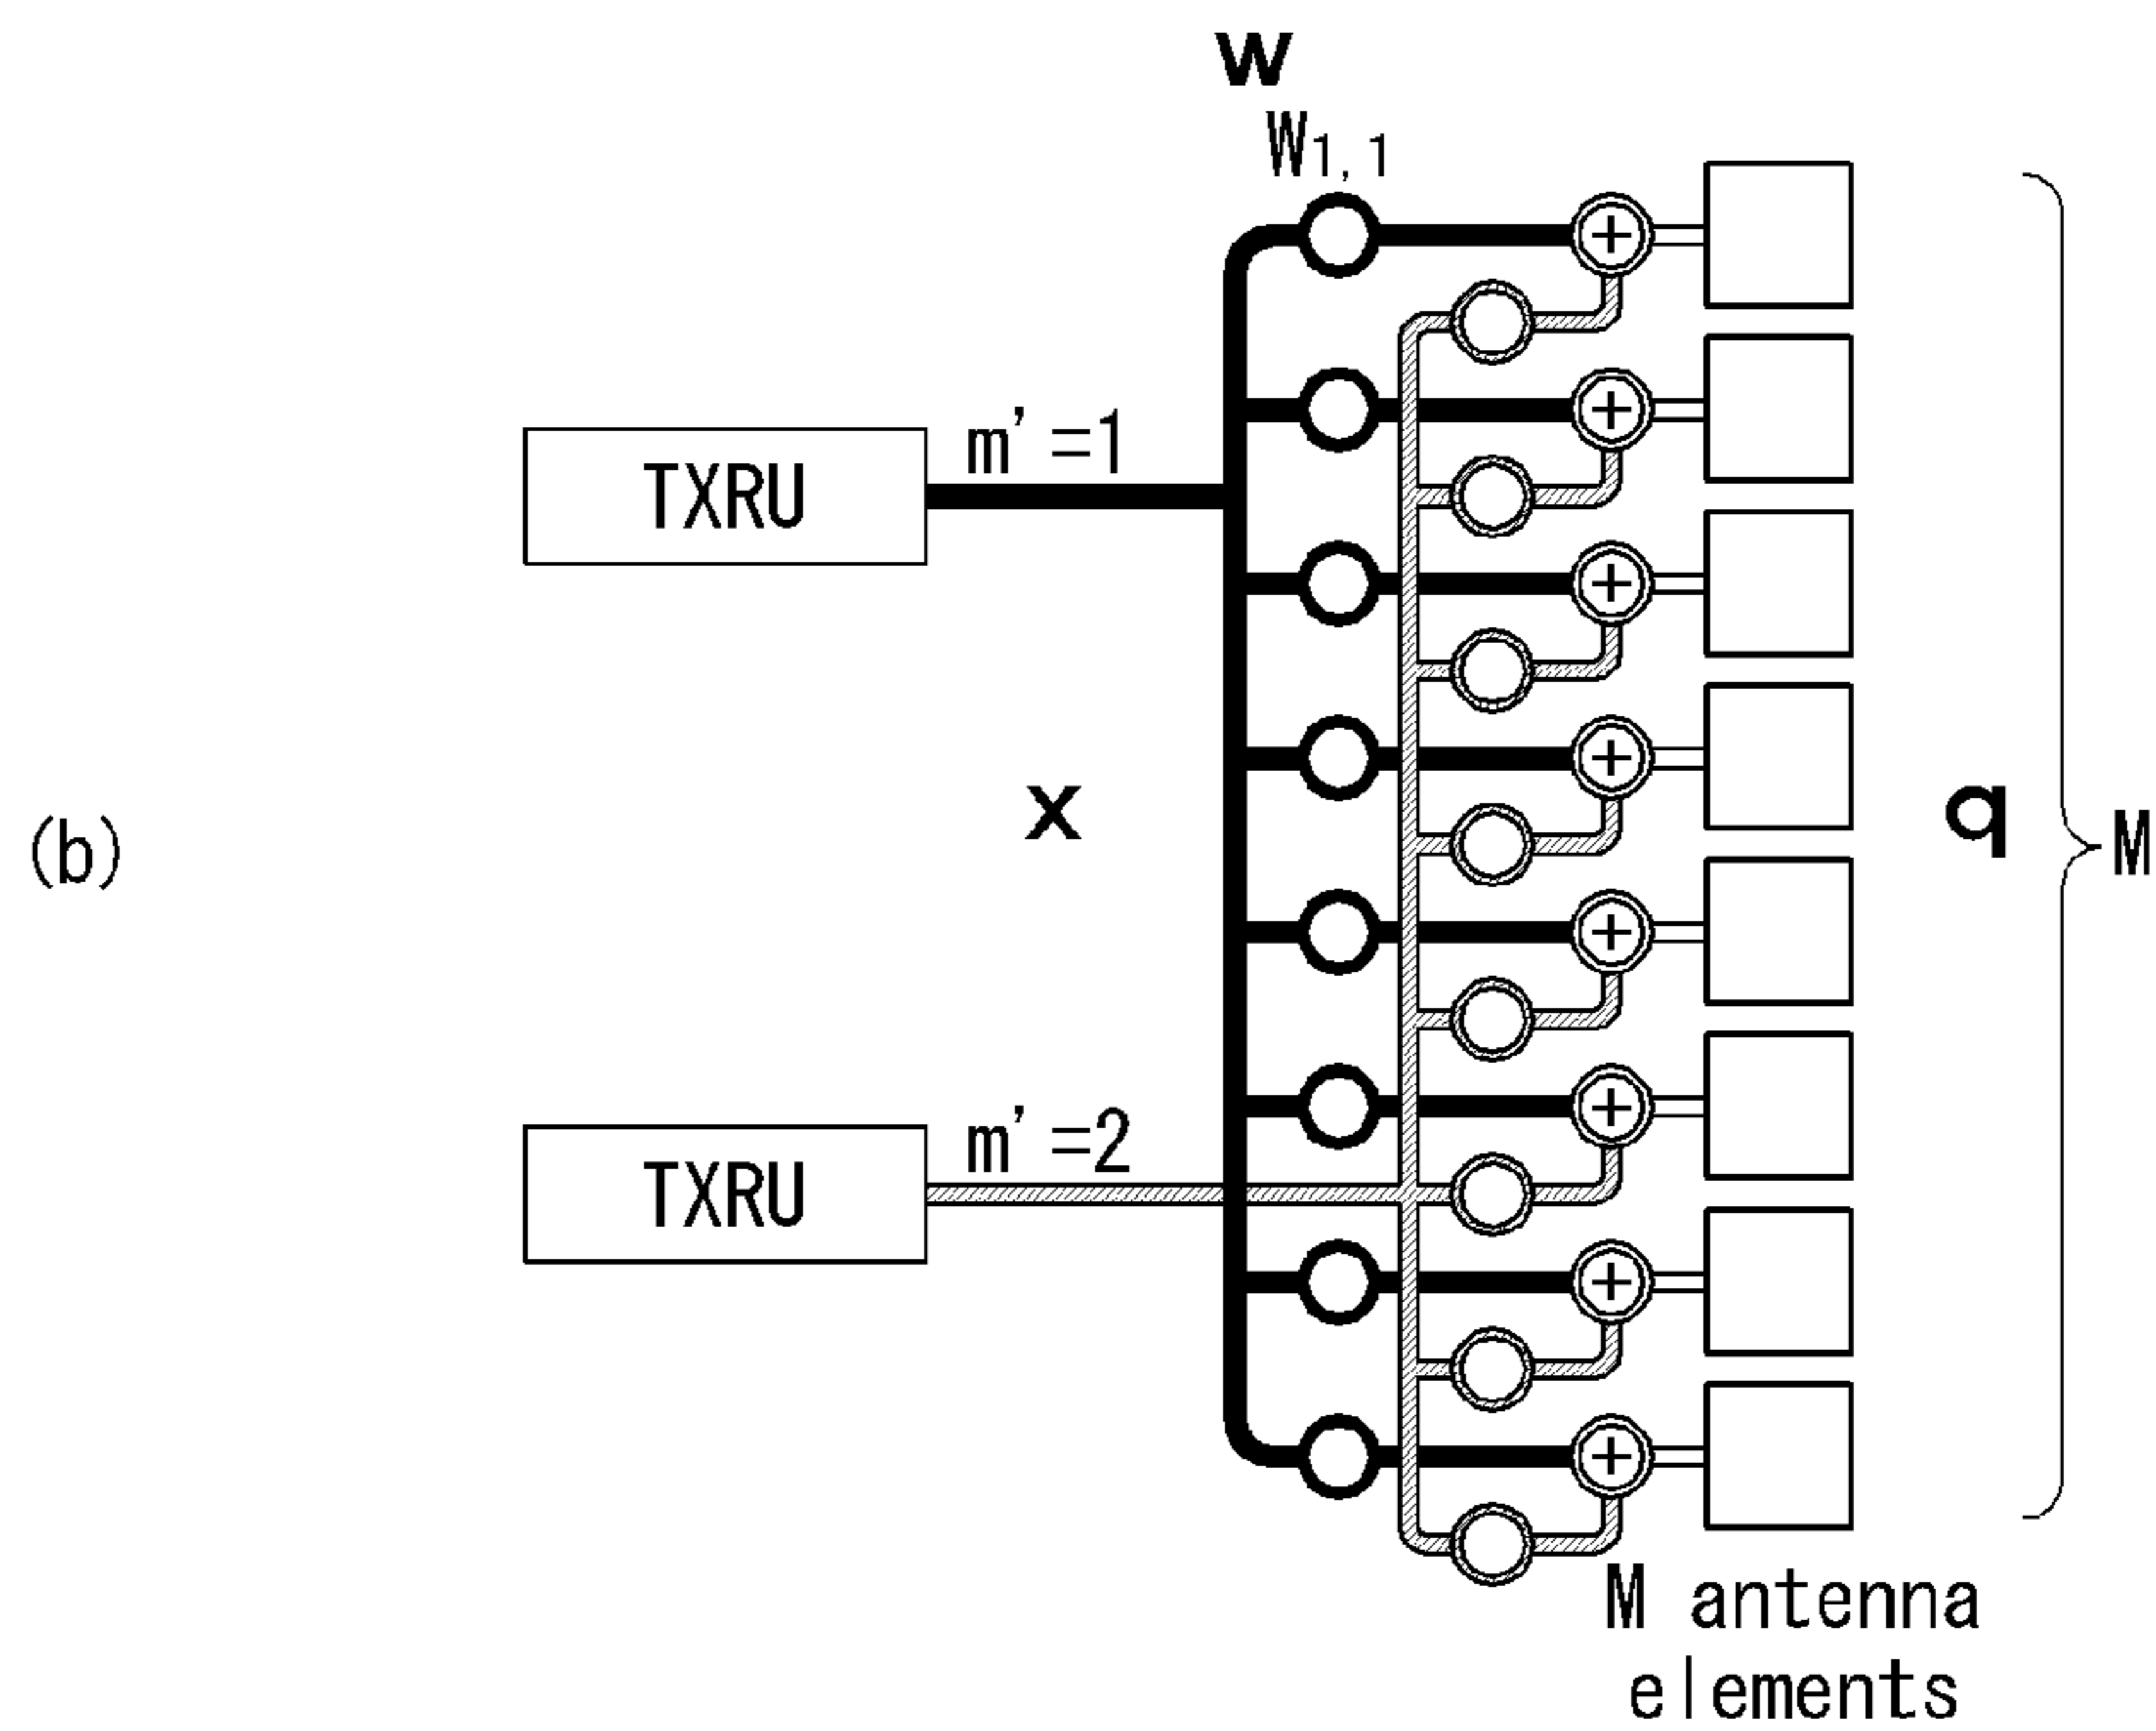 w
W1,1
m'=1
TXRU
x
q
M
(b)
m'=2
TXRU
M antenna
elements